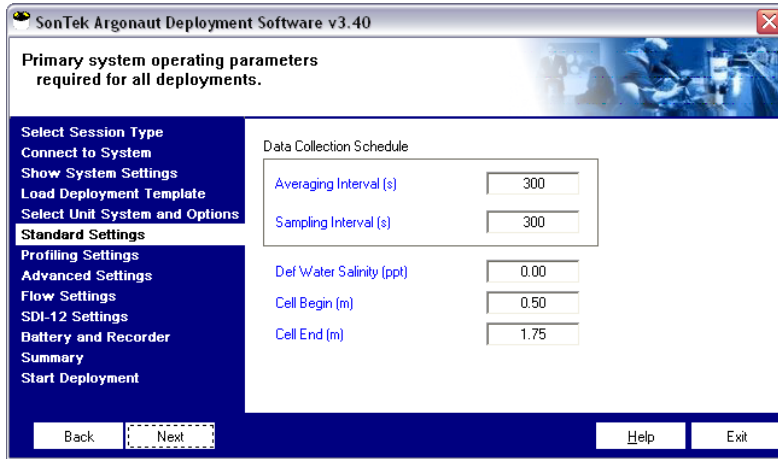 SonTek Argonaut Deployment Software v3.40
Primary system operating parameters
required for all deployments.
Select Session Type
Connect to System
Show System Settings
Load Deployment Template
Select Unit System and Options
Standard Settings
Profiling Settings
Advanced Settings
Flow Settings
SDI-12 Settings
Battery and Recorder
Summary
Start Deployment
Data Collection Schedule
Averaging Interval (s) 300
Sampling Interval (s) 300
Def Water Salinity (ppt) 0.00
Cell Begin (m) 0.50
Cell End (m) 1.75
Back Next Help Exit